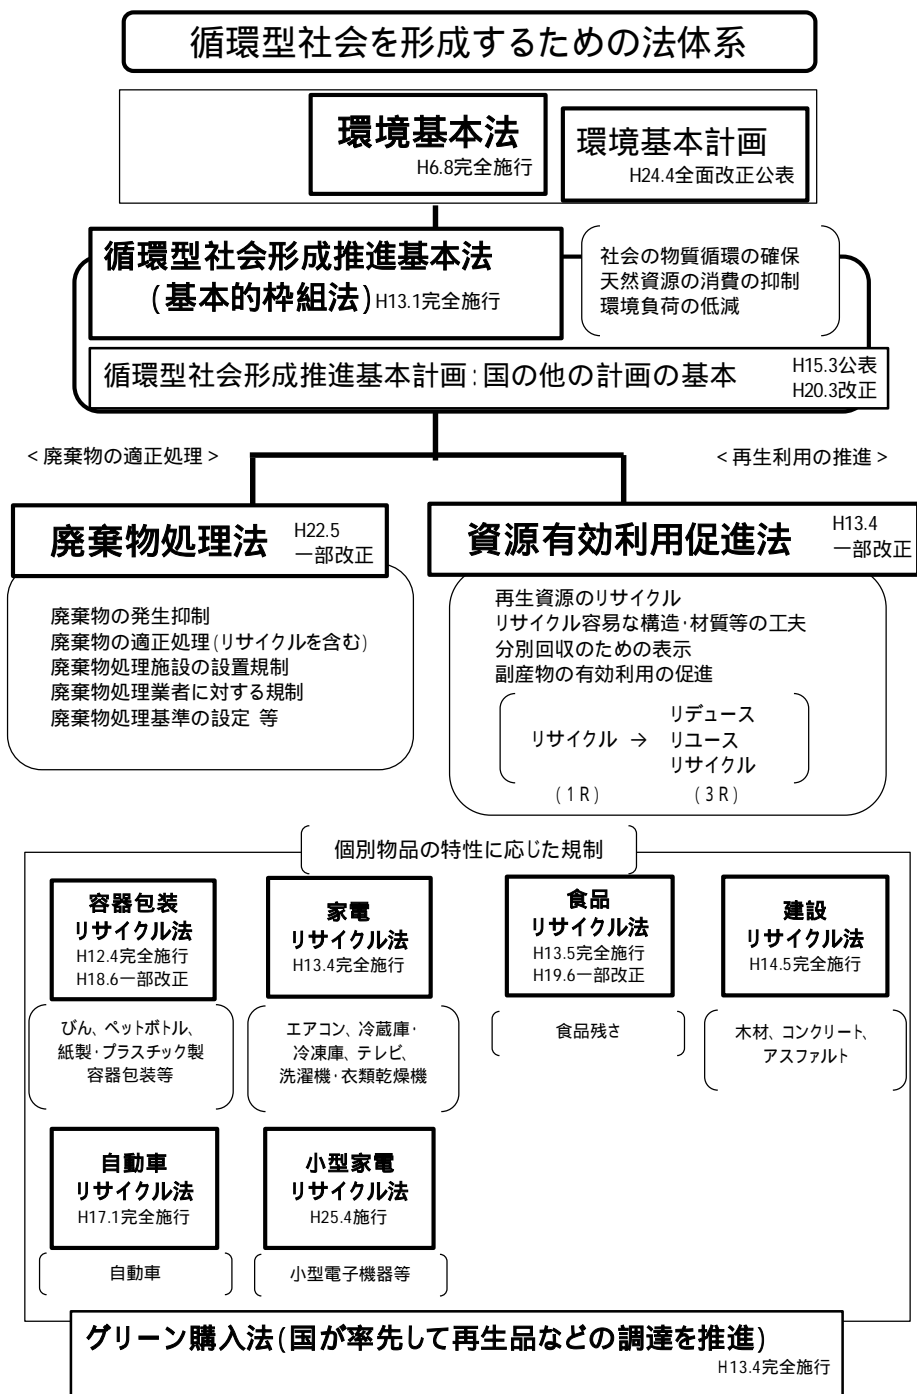 循環型社会を形成するための法体系
環境基本法
H6.8完全施行
環境基本計画
H24.4全面改正公表
循環型社会形成推進基本法
(基本的枠組法)H13.1完全施行
社会の物質循環の確保
天然資源の消費の抑制
環境負荷の低減
循環型社会形成推進基本計画:国の他の計画の基本
H15.3公表
H20.3改正
<廃棄物の適正処理>
<再生利用の推進>
廃棄物処理法
H22.5
一部改正
廃棄物の発生抑制
廃棄物の適正処理(リサイクルを含む)
廃棄物処理施設の設置規制
廃棄物処理業者に対する規制
廃棄物処理基準の設定 等
資源有効利用促進法
H13.4
一部改正
再生資源のリサイクル
リサイクル容易な構造・材質等の工夫
分別回収のための表示
副産物の有効利用の促進
リサイクル → リデュース
リユース
リサイクル
(1R) (3R)
個別物品の特性に応じた規制
容器包装
リサイクル法
H12.4完全施行
H18.6一部改正
びん、ペットボトル、
紙製・プラスチック製
容器包装等
家電
リサイクル法
H13.4完全施行
エアコン、冷蔵庫・
冷凍庫、テレビ、
洗濯機・衣類乾燥機
食品
リサイクル法
H13.5完全施行
H19.6一部改正
食品残さ
建設
リサイクル法
H14.5完全施行
木材、コンクリート、
アスファルト
自動車
リサイクル法
H17.1完全施行
自動車
小型家電
リサイクル法
H25.4施行
小型電子機器等
グリーン購入法(国が率先して再生品などの調達を推進)
H13.4完全施行